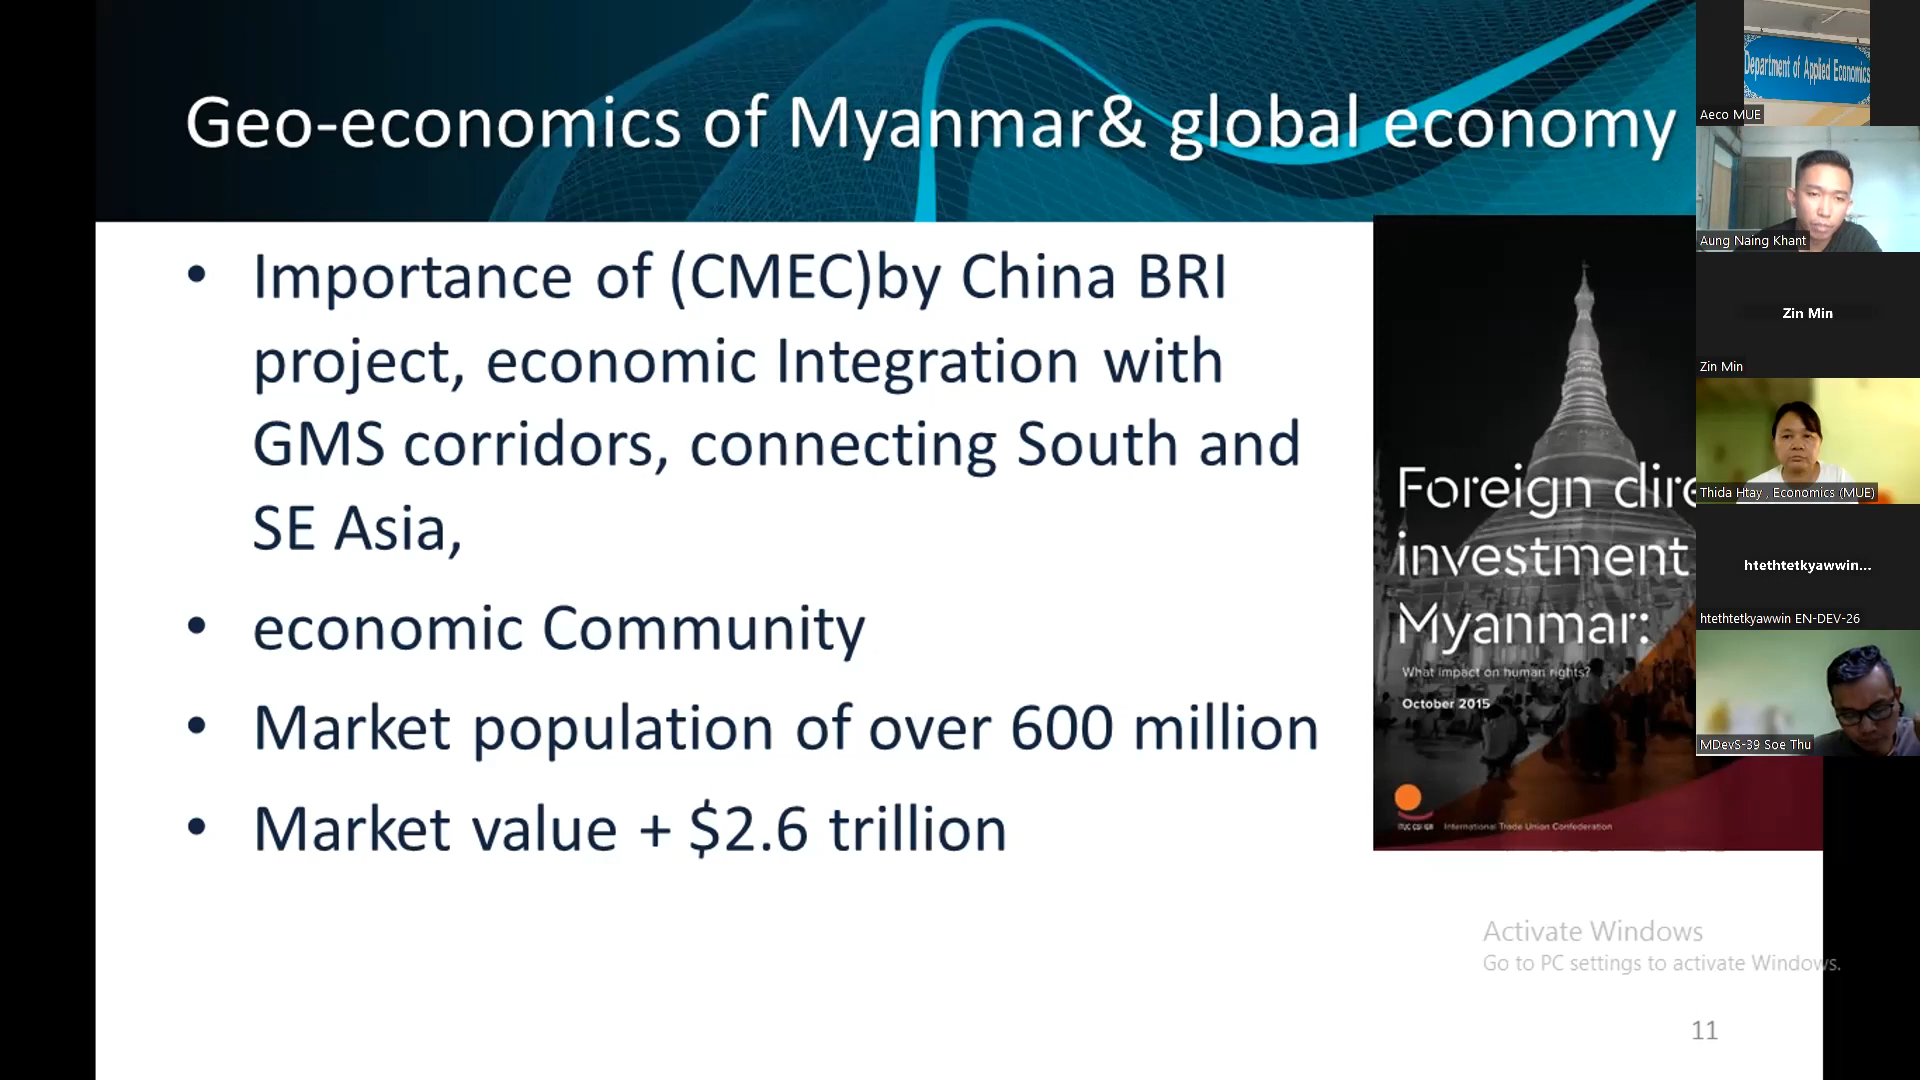 Geo-economics of Myanmar& global economy
• Importance of (CMEC)by China BRI
project, economic Integration with
GMS corridors, connecting South and
SE Asia,
• economic Community
• Market population of over 600 million
• Market value + $2.6 trillion
Foreign dire
investment
Myanmar:
What impact on human rights?
October 2015
International Trade Union Confederation
Activate Windows
Go to PC settings to activate Windows.
11
Department of Applied Economics
Aeco MUE
Aung Naing Khant
Zin Min
Zin Min
Thida Htay , Economics (MUE)
htethtetkyawwin...
htethtetkyawwin EN-DEV-26
MDevS-39 Soe Thu